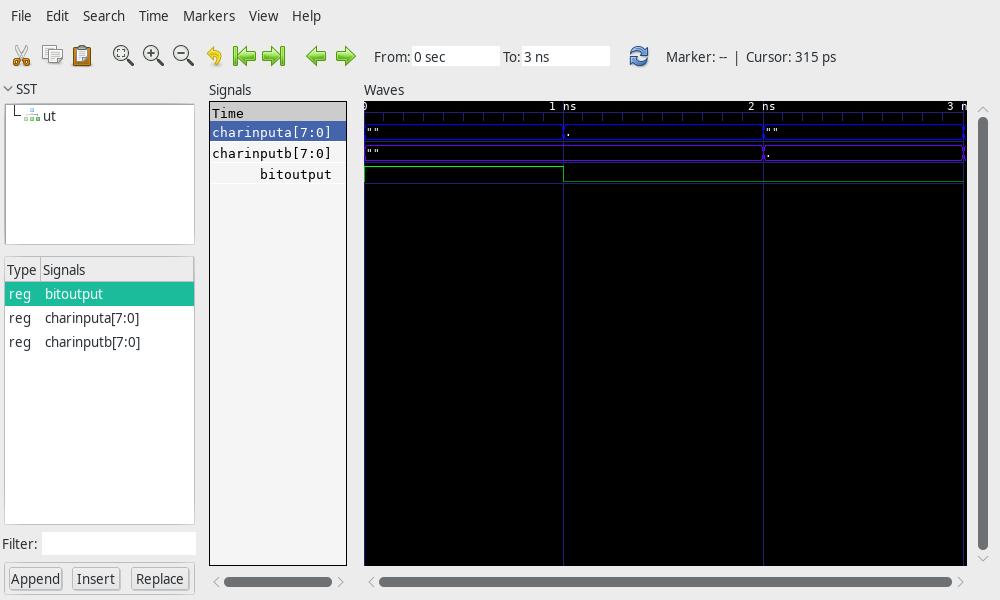 File Edit Search Time Markers View Help
From: 0 sec To: 3 ns Marker: -- | Cursor: 315 ps
SST
ut
Type Signals
reg bitoutput
reg charinputa[7:0]
reg charinputb[7:0]
Filter:
Append Insert Replace
Signals
Time
charinputa[7:0]
charinputb[7:0]
bitoutput
Waves
0 1 ns 2 ns 3 n
"" . ""
"" .